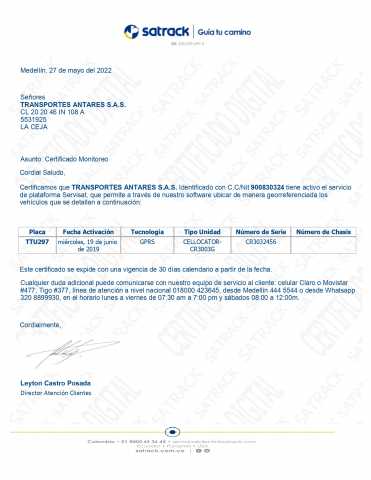 satrack | Guía tu camino
Medellín, 27 de mayo del 2022
Señores
TRANSPORTES ANTARES S.A.S.
CL 20 20 46 IN 108 A
5531925
LA CEJA
Asunto: Certificado Monitoreo
Cordial Saludo,
Certificamos que TRANSPORTES ANTARES S.A.S. Identificado con C.C/Nit 900830324 tiene activo el servicio
de plataforma Servisat, que permite a través de nuestro software ubicar de manera georreferenciada los
vehículos que se detallan a continuación:
Placa Fecha Activación Tecnología Tipo Unidad Número de Serie Número de Chasis
TTU297 miércoles, 19 de junio GPRS CELLOCATOR- CR3032456
de 2019 CR300G
Este certificado se expide con una vigencia de 30 días calendario a partir de la fecha.
Cualquier duda adicional puede comunicarse con nuestro equipo de servicio al cliente: celular Claro o Movistar
#477, Tigo #377, línea de atención a nivel nacional 018000 423645, desde Medellín 444 5544 o desde Whatsapp
320 8899930, en el horario lunes a viernes de 07:30 am a 7:00 pm y sábados 08:00 a 12:00m.
Cordialmente,
Leyton Castro Posada
Director Atención Clientes
satrack.com.co